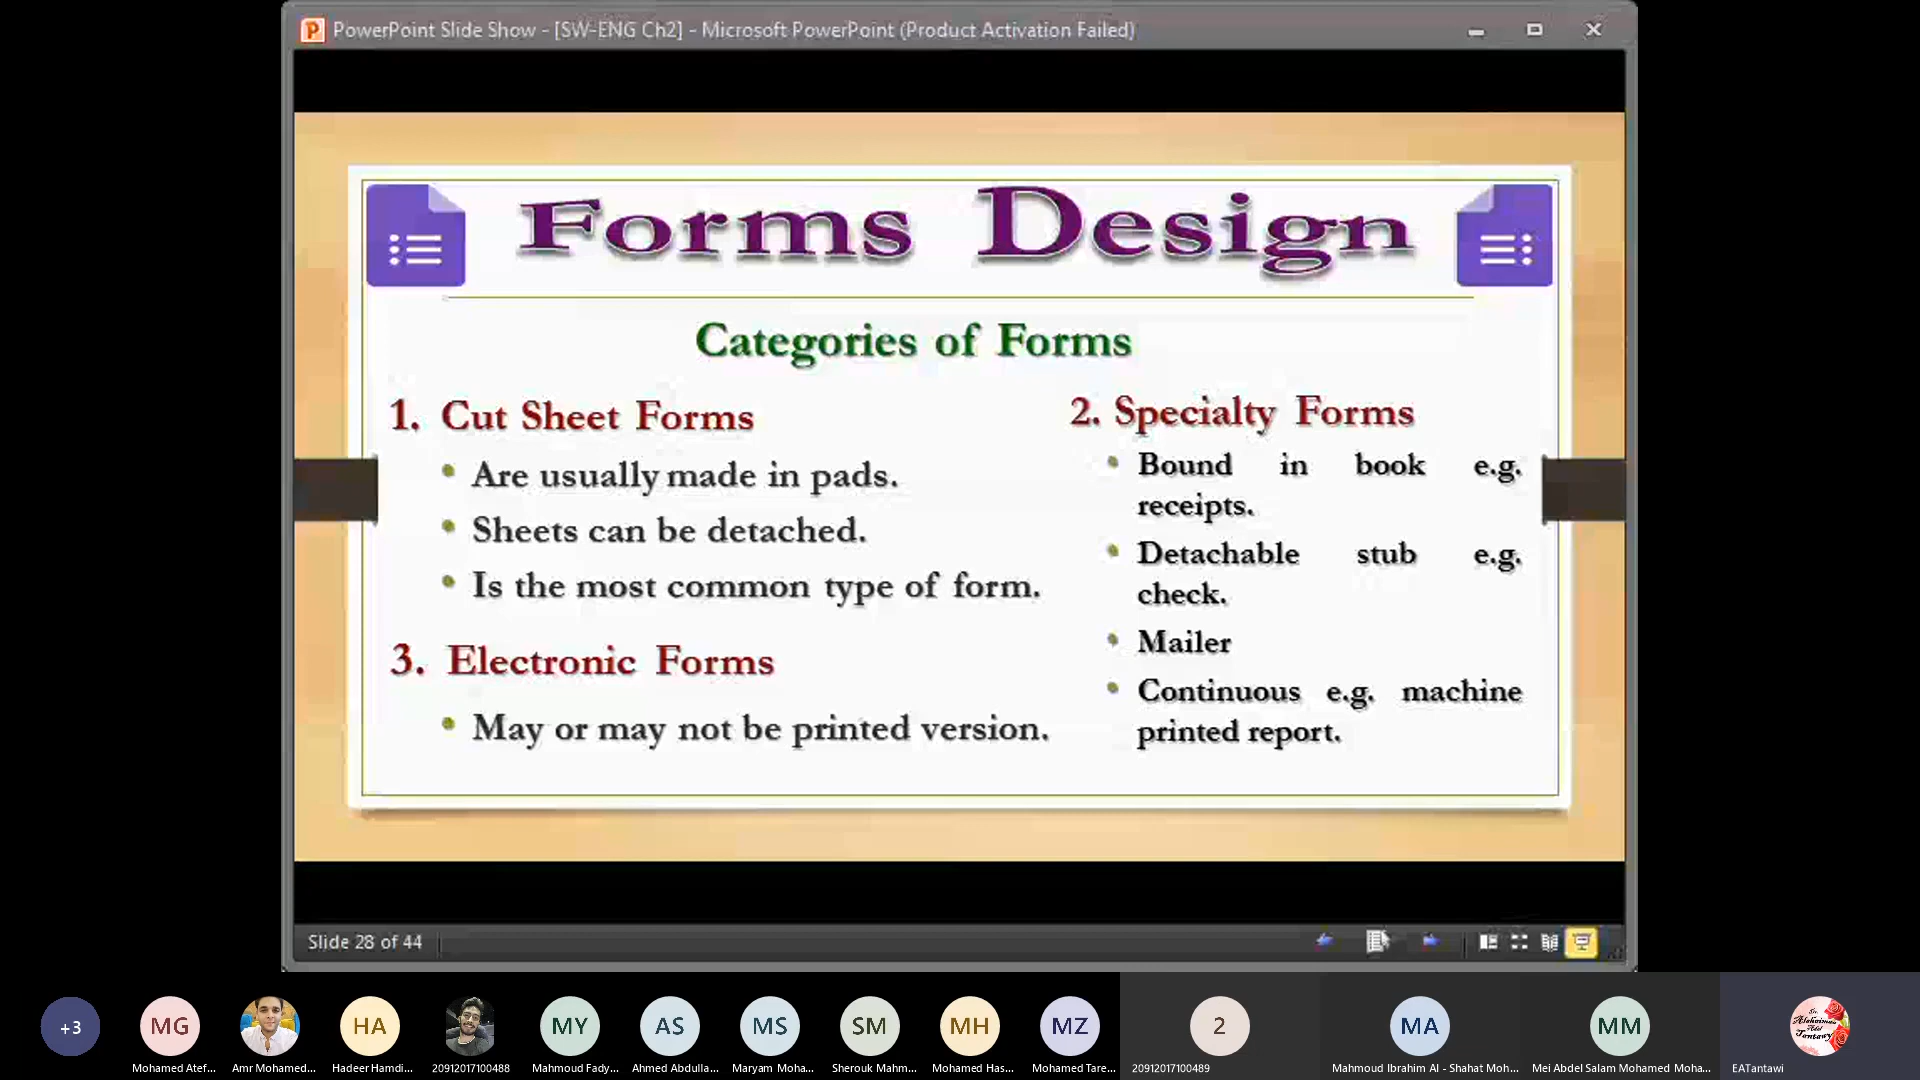 PowerPoint Slide Show - [SW-ENG Ch2] - Microsoft PowerPoint (Product Activation Failed)
Forms Design
Categories of Forms
1. Cut Sheet Forms
• Are usually made in pads.
• Sheets can be detached.
• Is the most common type of form.
3. Electronic Forms
• May or may not be printed version.
2. Specialty Forms
• Bound in book e.g.
receipts.
• Detachable stub e.g.
check.
• Mailer
• Continuous e.g. machine
printed report.
Slide 28 of 44
+3
MG
HA
MY
AS
MS
SM
MH
MZ
2
MA
MM
Mohamed Atef...
Amr Mohamed...
Hadeer Hamdi...
20912017100488
Mahmoud Fady...
Ahmed Abdulla...
Maryam Moha...
Sherouk Mahm...
Mohamed Has...
Mohamed Tare...
20912017100489
Mahmoud Ibrahim Al - Shahat Moh...
Mei Abdel Salam Mohamed Moha...
EATantawi